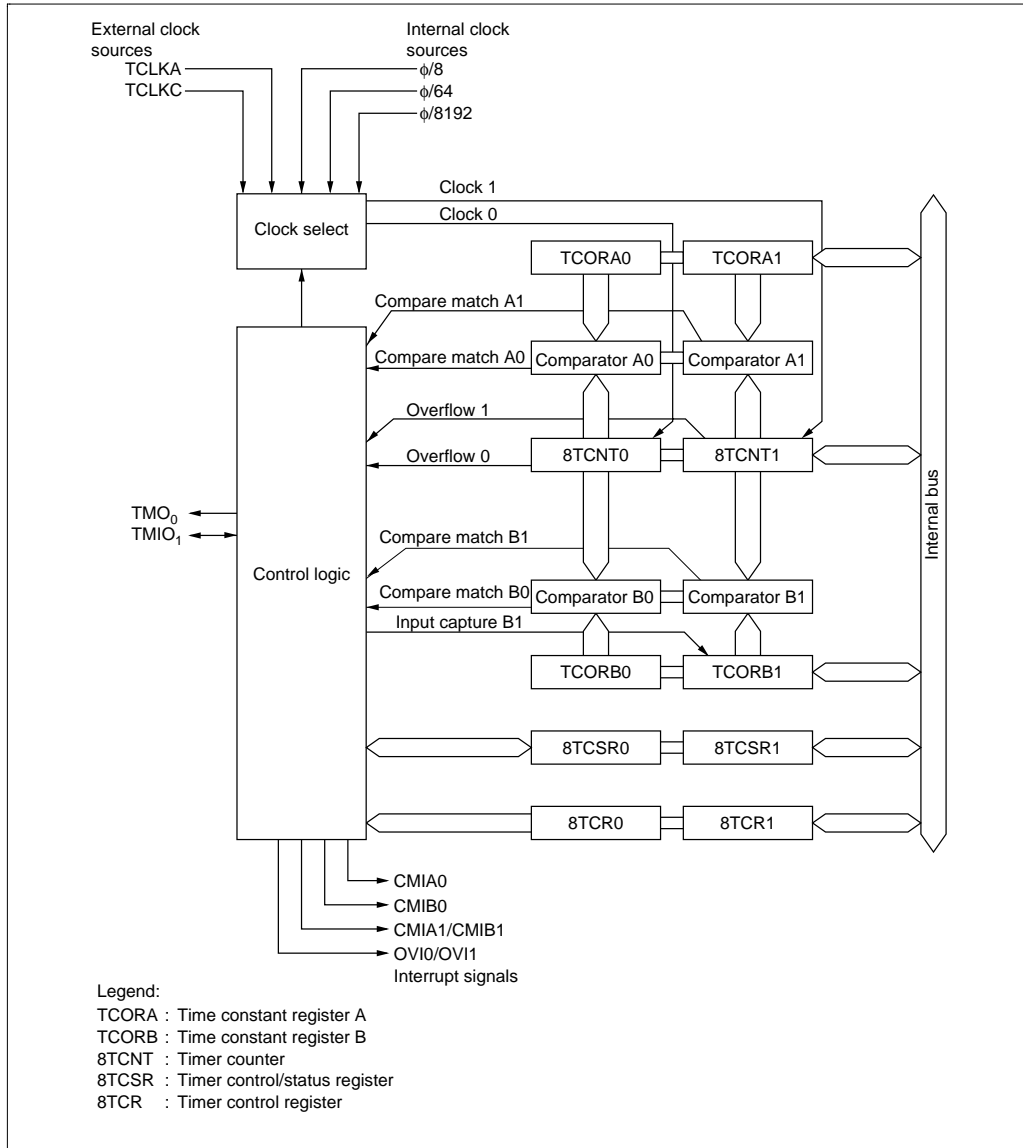 External clock
sources
TCLKA
TCLKC
Internal clock
sources
ϕ/8
ϕ/64
ϕ/8192
Clock 1
Clock 0
Clock select
TCORA0
TCORA1
Compare match A1
Compare match A0
Comparator A0
Comparator A1
Overflow 1
Overflow 0
8TCNT0
8TCNT1
Internal bus
TMO0
TMIO1
Control logic
Compare match B1
Compare match B0
Comparator B0
Comparator B1
Input capture B1
TCORB0
TCORB1
8TCSR0
8TCSR1
8TCR0
8TCR1
CMIA0
CMIB0
CMIA1/CMIB1
OVI0/OVI1
Interrupt signals
Legend:
TCORA : Time constant register A
TCORB : Time constant register B
8TCNT : Timer counter
8TCSR : Timer control/status register
8TCR : Timer control register